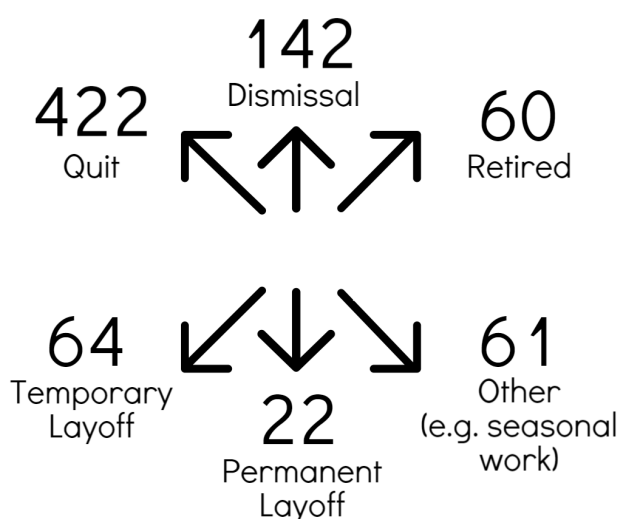 142
Dismissal
422
Quit
60
Retired
64
Temporary
Layoff
22
Permanent
Layoff
61
Other
(e.g. seasonal
work)